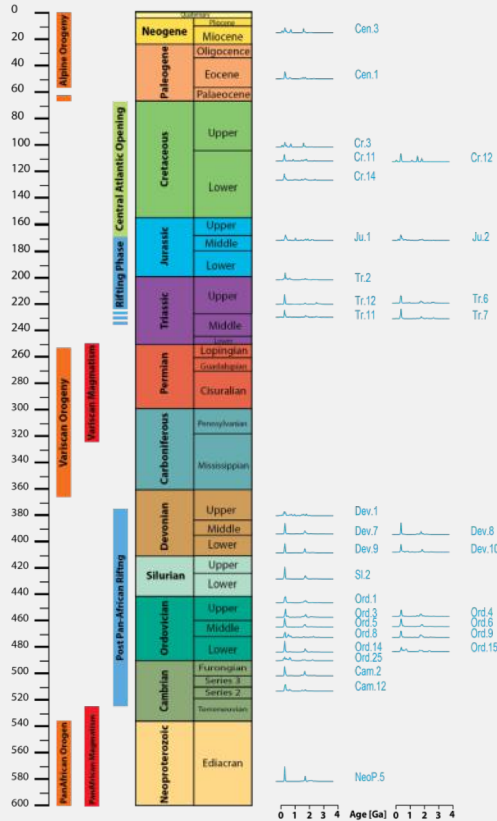 0
20
40
60
80
100
120
140
160
180
200
220
240
260
280
300
320
340
360
380
400
420
440
460
480
500
520
540
560
580
600
Alpine Orogeny
Variscan Orogeny
PanAfrican Orogen
Variscan Magmatism
PanAfrican Magmatism
Central Atlantic Opening
Rifting Phase
Post Pan-African Rifting
Neogene
Pliocene
Miocene
Paleogene
Oligocence
Eocene
Palaeocene
Cretaceous
Upper
Lower
Jurassic
Upper
Middle
Lower
Triassic
Upper
Middle
Lower
Permian
Lopingian
Guadalupian
Cisuralian
Carboniferous
Pennsylvanian
Mississippian
Devonian
Upper
Middle
Lower
Silurian
Upper
Lower
Ordovician
Upper
Middle
Lower
Cambrian
Furongian
Series 3
Series 2
Terreneuvian
Neoproterozoic
Ediacran
Cen.3
Cen.1
Cr.3
Cr.11 Cr.12
Cr.14
Ju.1 Ju.2
Tr.2
Tr.12 Tr.6
Tr.11 Tr.7
Dev.1
Dev.7 Dev.8
Dev.9 Dev.10
Sl.2
Ord.1
Ord.3 Ord.4
Ord.5 Ord.6
Ord.8 Ord.9
Ord.14 Ord.15
Ord.25
Cam.2
Cam.12
NeoP.5
0 1 2 3 4 Age [Ga] 0 1 2 3 4